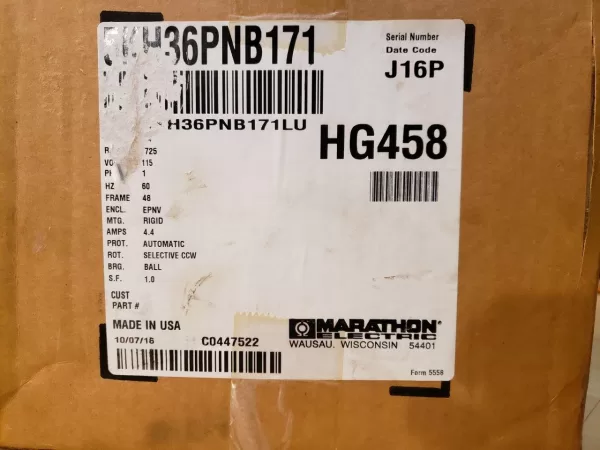 5KH36PNB171
Serial Number
Date Code
J16P
H36PNB171LU
HG458
725
115
1
HZ 60
FRAME 48
ENCL. EPNV
MTG. RIGID
AMPS 4.4
PROT. AUTOMATIC
ROT. SELECTIVE CCW
BRG. BALL
S.F. 1.0
CUST
PART #
MADE IN USA
10/07/16 C0447522
MARATHON
ELECTRIC
WAUSAU, WISCONSIN 54401
Form 5558